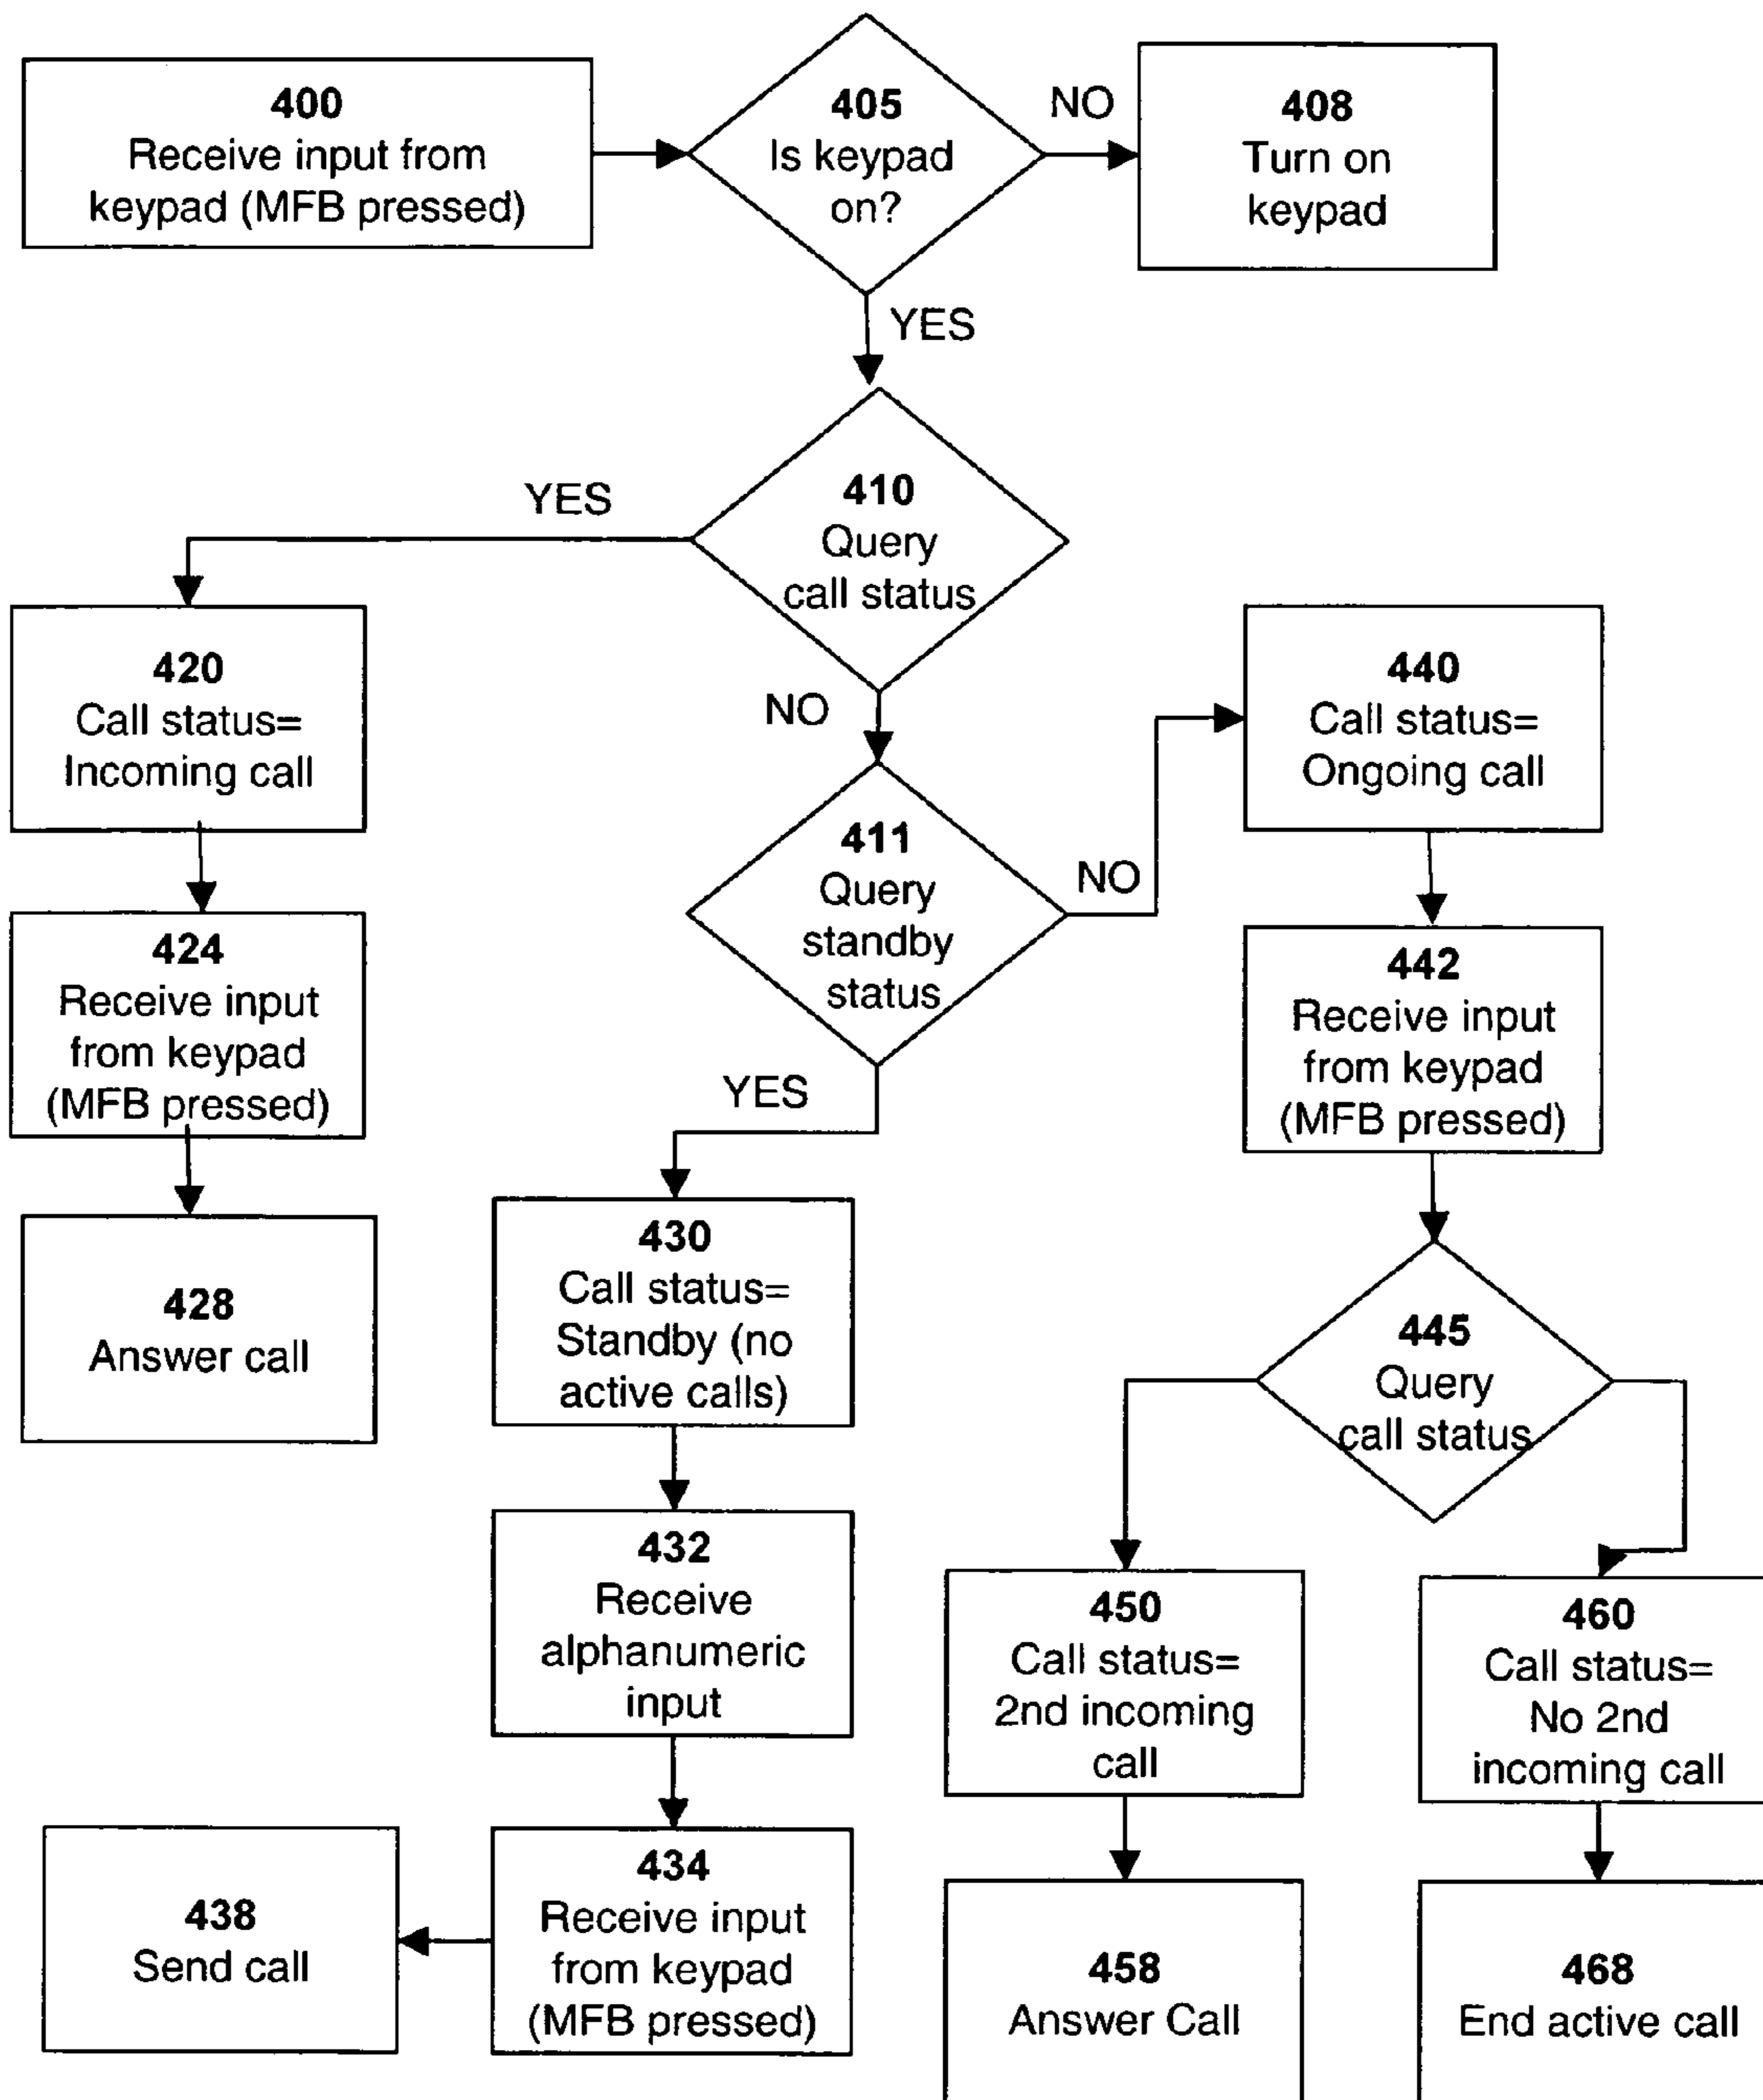 400
Receive input from
keypad (MFB pressed)
405
Is keypad
on?
NO
408
Turn on
keypad
YES
410
Query
call status
YES
NO
420
Call status=
Incoming call
424
Receive input
from keypad
(MFB pressed)
428
Answer call
411
Query
standby
status
NO
YES
440
Call status=
Ongoing call
442
Receive input
from keypad
(MFB pressed)
445
Query
call status
430
Call status=
Standby (no
active calls)
432
Receive
alphanumeric
input
434
Receive input
from keypad
(MFB pressed)
438
Send call
450
Call status=
2nd incoming
call
458
Answer Call
460
Call status=
No 2nd
incoming call
468
End active call